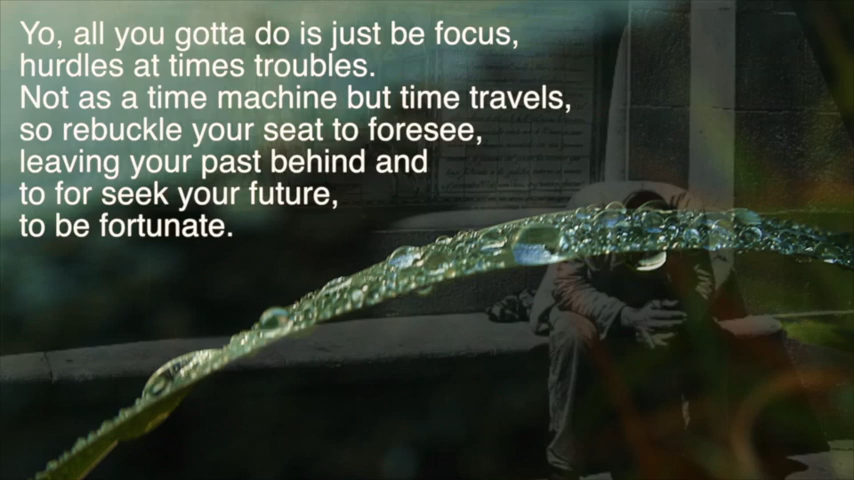 Yo, all you gotta do is just be focus,
hurdles at times troubles.
Not as a time machine but time travels,
so rebuckle your seat to foresee,
leaving your past behind and
to for seek your future,
to be fortunate.